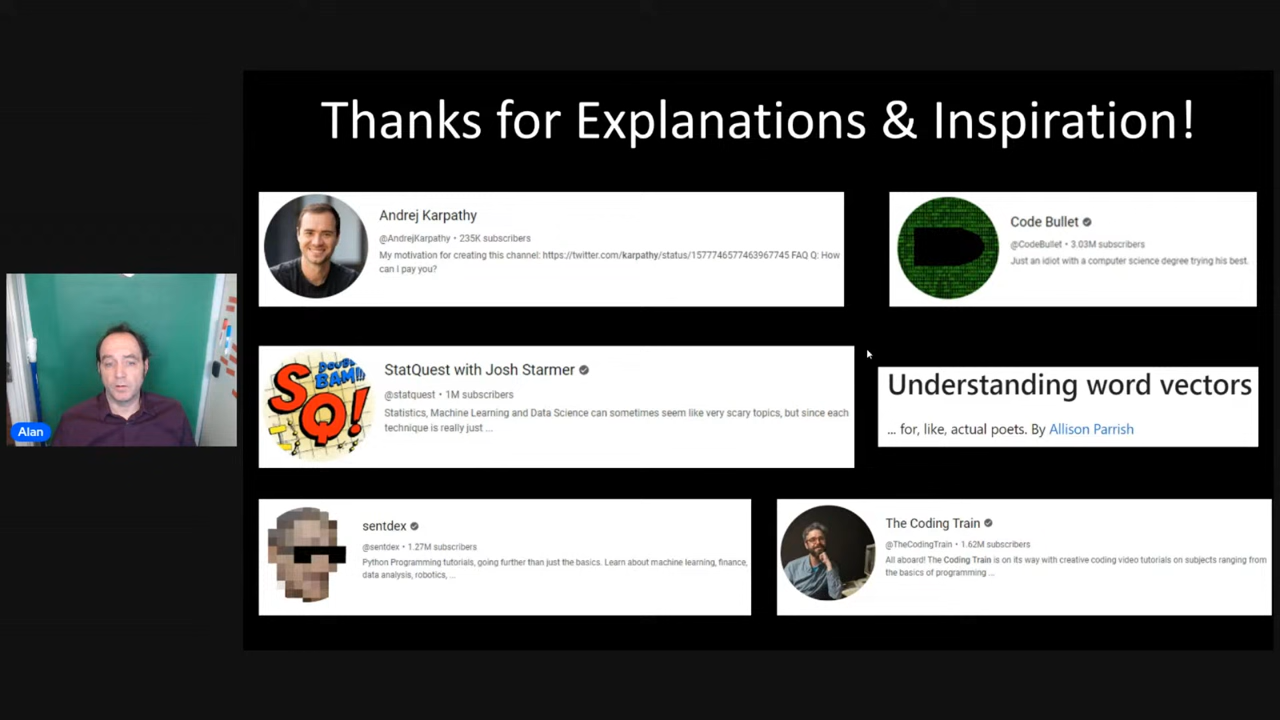 Thanks for Explanations & Inspiration!
Andrej Karpathy
@AndrejKarpathy • 235K subscribers
My motivation for creating this channel: https://twitter.com/karpathy/status/1577746577463967745 FAQ Q: How
can I pay you?
Code Bullet
@CodeBullet • 3.03M subscribers
Just an idiot with a computer science degree trying his best.
SQ!
DOUBLE
BAM!!!
StatQuest with Josh Starmer
@statquest • 1M subscribers
Statistics, Machine Learning and Data Science can sometimes seem like very scary topics, but since each
technique is really just ...
Understanding word vectors
... for, like, actual poets. By Allison Parrish
Alan
sentdex
@sentdex • 1.27M subscribers
Python Programming tutorials, going further than just the basics. Learn about machine learning, finance,
data analysis, robotics, ...
The Coding Train
@TheCodingTrain • 1.62M subscribers
All aboard! The Coding Train is on its way with creative coding video tutorials on subjects ranging from
the basics of programming ...